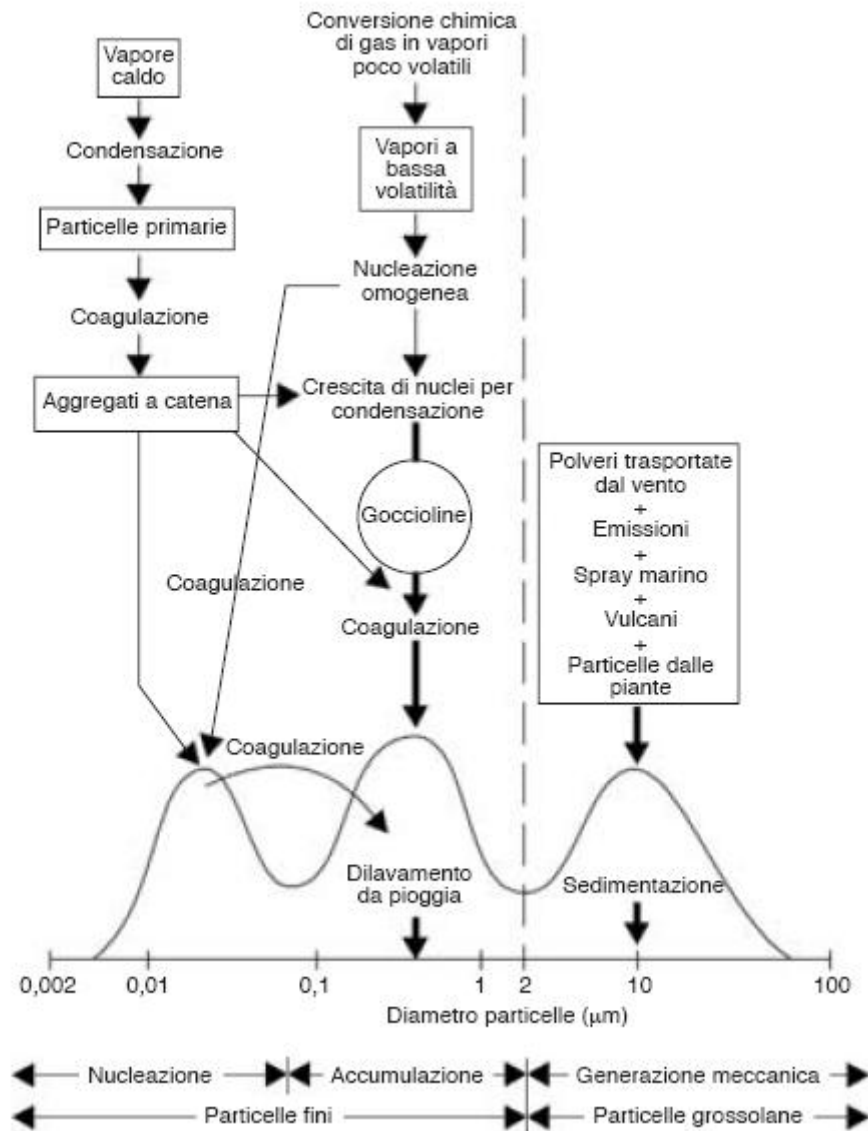 Vapore
caldo
Condensazione
Particelle primarie
Coagulazione
Aggregati a catena
Conversione chimica
di gas in vapori
poco volatili
Vapori a
bassa
volatilità
Nucleazione
omogenea
Crescita di nuclei per
condensazione
Goccioline
Coagulazione
Coagulazione
Coagulazione
Polveri trasportate
dal vento
+
Emissioni
+
Spray marino
+
Vulcani
+
Particelle dalle
piante
Dilavamento
da pioggia
Sedimentazione
0,002 0,01 0,1 1 2 10 100
Diametro particelle (μm)
Nucleazione Accumulazione Generazione meccanica
Particelle fini Particelle grossolane